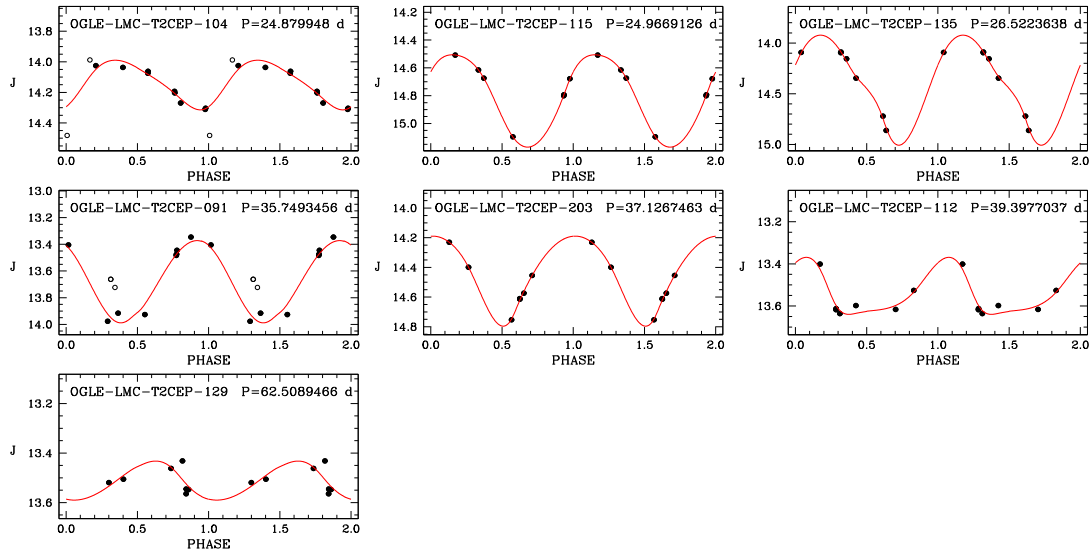 OGLE-LMC-T2CEP-104 P=24.879948 d
13.8
14.0
14.2
14.4
J
0.0 0.5 1.0 1.5 2.0
PHASE
OGLE-LMC-T2CEP-115 P=24.9669126 d
14.2
14.4
14.6
14.8
15.0
J
0.0 0.5 1.0 1.5 2.0
PHASE
OGLE-LMC-T2CEP-135 P=26.5223638 d
14.0
14.5
15.0
J
0.0 0.5 1.0 1.5 2.0
PHASE
OGLE-LMC-T2CEP-091 P=35.7493456 d
13.0
13.2
13.4
13.6
13.8
14.0
J
0.0 0.5 1.0 1.5 2.0
PHASE
OGLE-LMC-T2CEP-203 P=37.1267463 d
14.0
14.2
14.4
14.6
14.8
J
0.0 0.5 1.0 1.5 2.0
PHASE
OGLE-LMC-T2CEP-112 P=39.3977037 d
13.2
13.4
13.6
J
0.0 0.5 1.0 1.5 2.0
PHASE
OGLE-LMC-T2CEP-129 P=62.5089466 d
13.2
13.4
13.6
J
0.0 0.5 1.0 1.5 2.0
PHASE